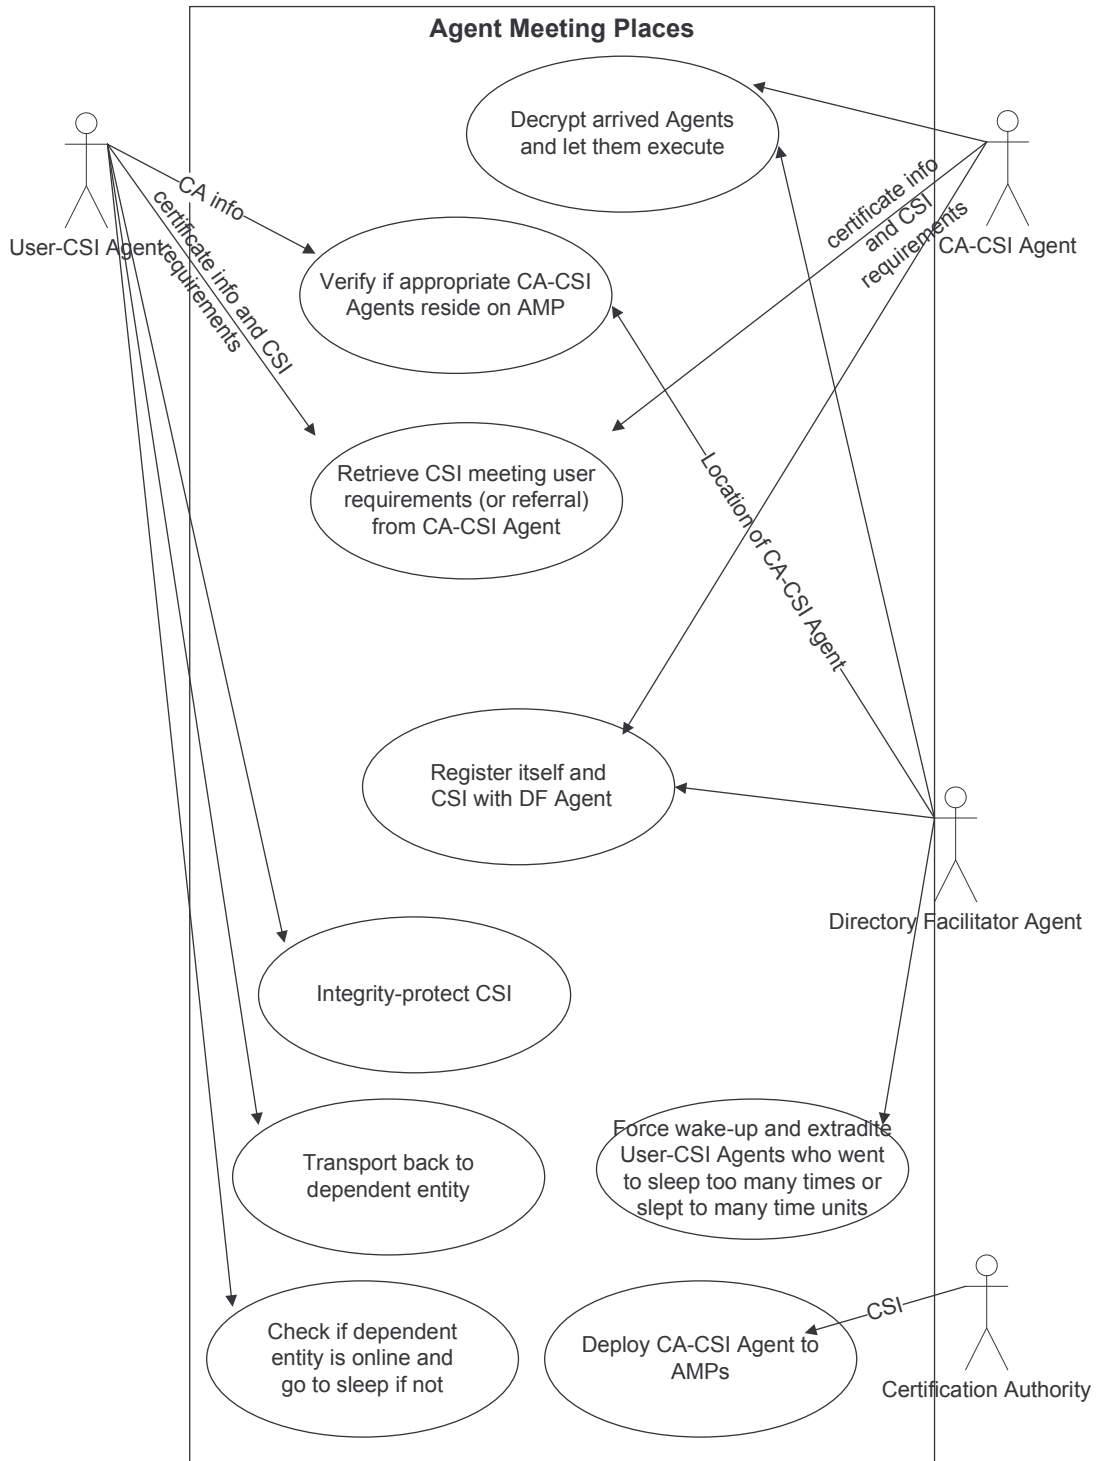 Agent Meeting Places
Decrypt arrived Agents
and let them execute
User-CSI Agent
CA-CSI Agent
CA info
certificate info and CSI
requirements
certificate info
and CSI
requirements
Verify if appropriate CA-CSI
Agents reside on AMP
Retrieve CSI meeting user
requirements (or referral)
from CA-CSI Agent
Location of CA-CSI Agent
Register itself and
CSI with DF Agent
Directory Facilitator Agent
Integrity-protect CSI
Transport back to
dependent entity
Force wake-up and extradite
User-CSI Agents who went
to sleep too many times or
slept to many time units
Check if dependent
entity is online and
go to sleep if not
Deploy CA-CSI Agent to
AMPs
CSI
Certification Authority